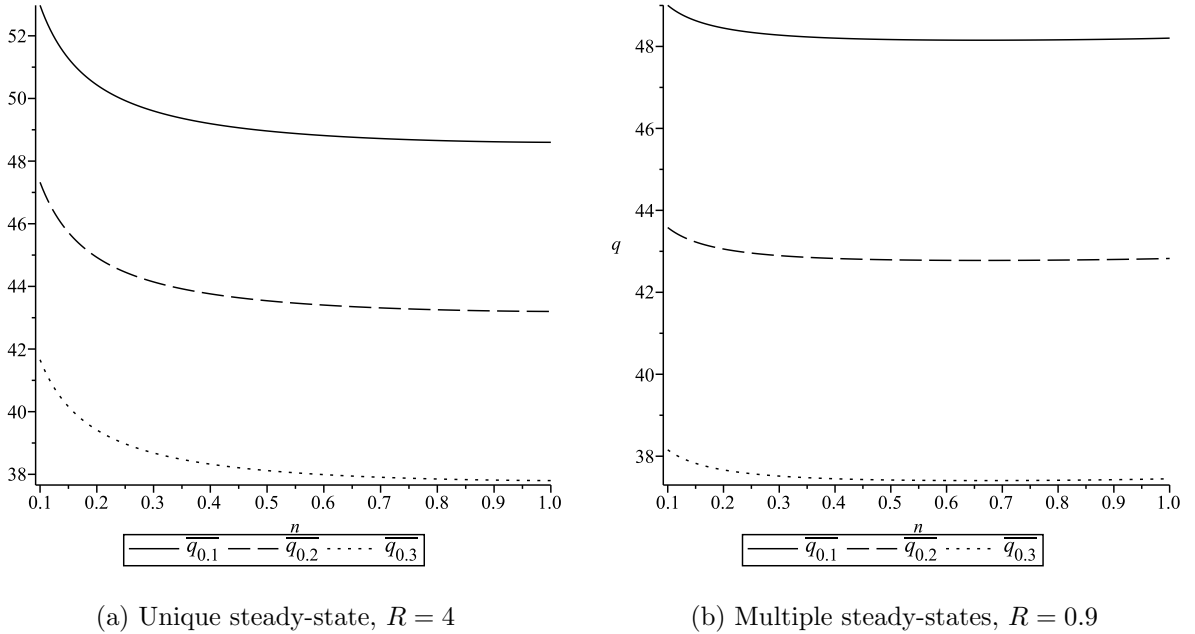 52
50
48
46
44
42
40
38
0.1 0.2 0.3 0.4 0.5 0.6 0.7 0.8 0.9 1.0
n
q_{0.1} q_{0.2} q_{0.3}
(a) Unique steady-state, R = 4
48
46
44
q
42
40
38
0.1 0.2 0.3 0.4 0.5 0.6 0.7 0.8 0.9 1.0
n
q_{0.1} q_{0.2} q_{0.3}
(b) Multiple steady-states, R = 0.9